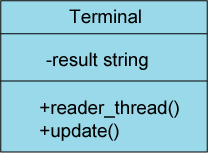 Terminal
-result string
+reader_thread()
+update()